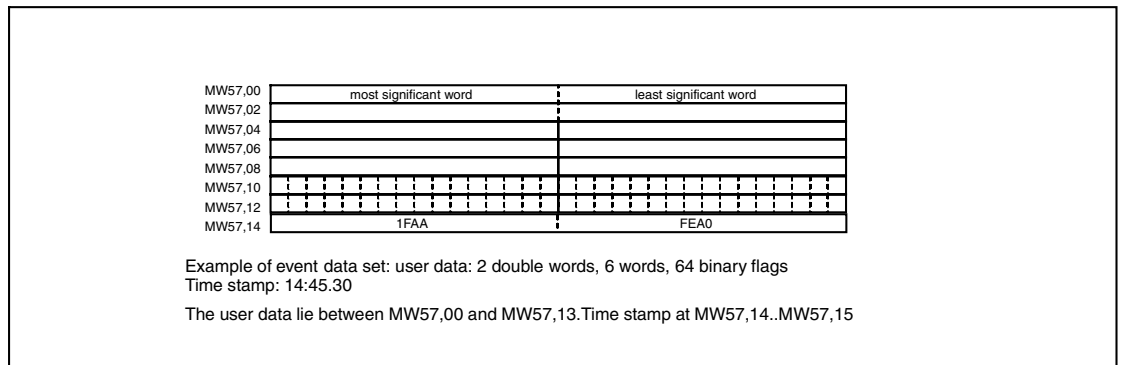 MW57,00 most significant word least significant word
MW57,02
MW57,04
MW57,06
MW57,08
MW57,10
MW57,12
MW57,14 1FAA FEA0
Example of event data set: user data: 2 double words, 6 words, 64 binary flags
Time stamp: 14:45.30
The user data lie between MW57,00 and MW57,13.Time stamp at MW57,14..MW57,15